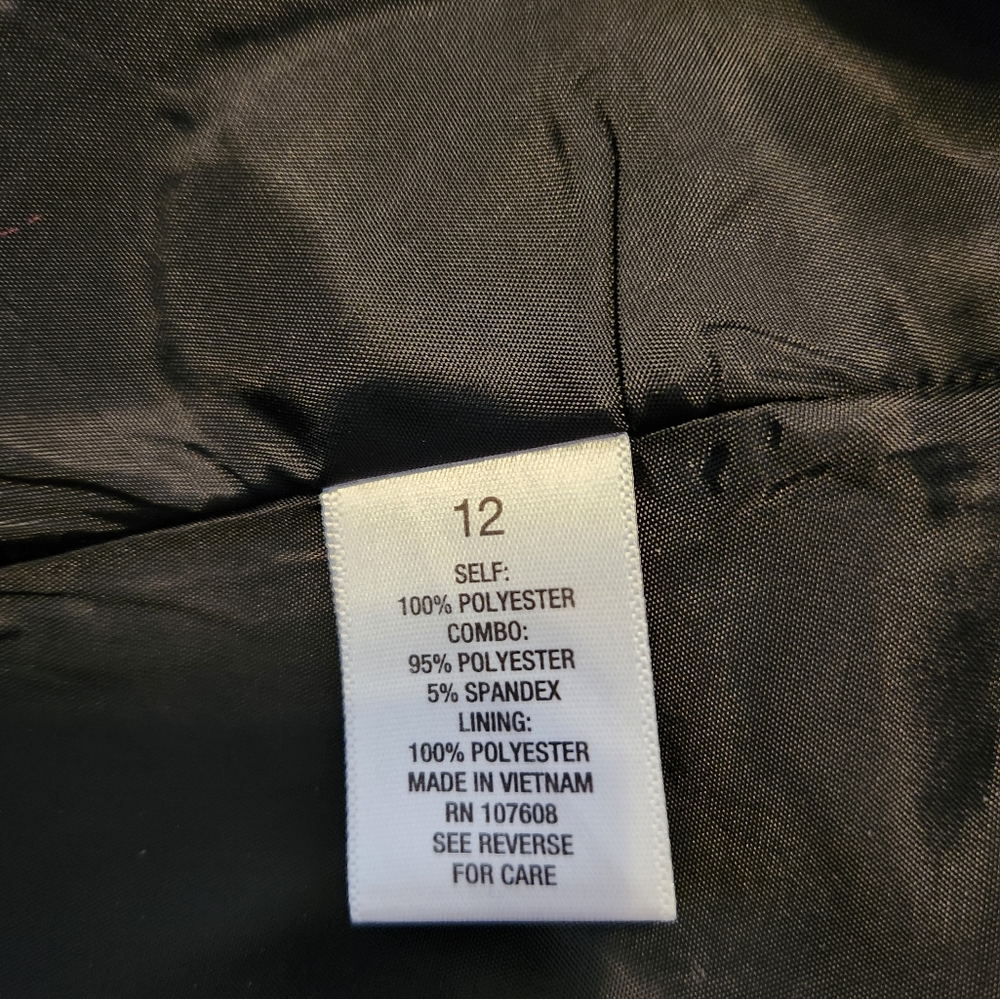 12
SELF:
100% POLYESTER
COMBO:
95% POLYESTER
5% SPANDEX
LINING:
100% POLYESTER
MADE IN VIETNAM
RN 107608
SEE REVERSE
FOR CARE